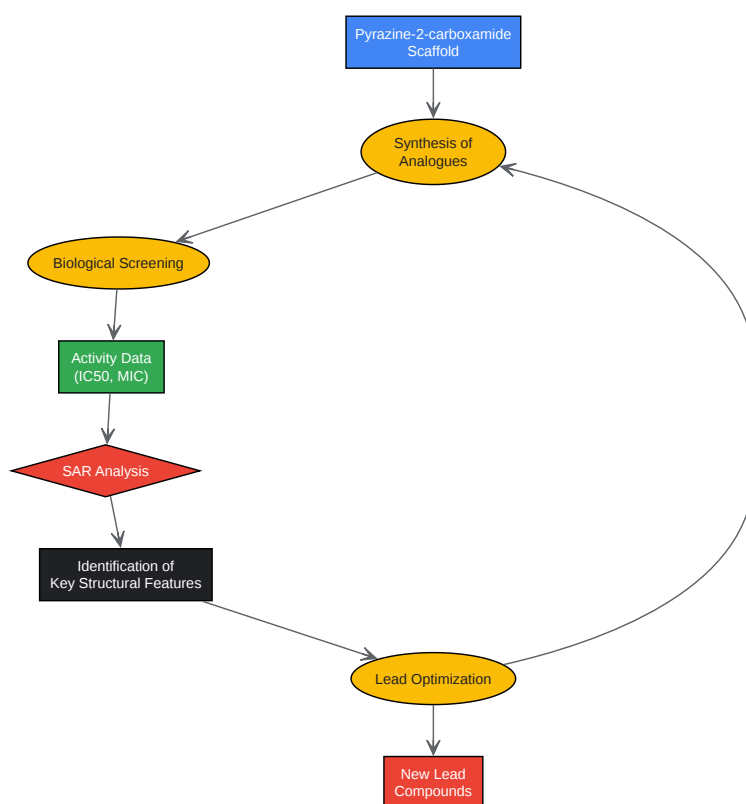 Pyrazine-2-carboxamide
Scaffold
Synthesis of
Analogues
Biological Screening
Activity Data
(IC50, MIC)
SAR Analysis
Identification of
Key Structural Features
Lead Optimization
New Lead
Compounds